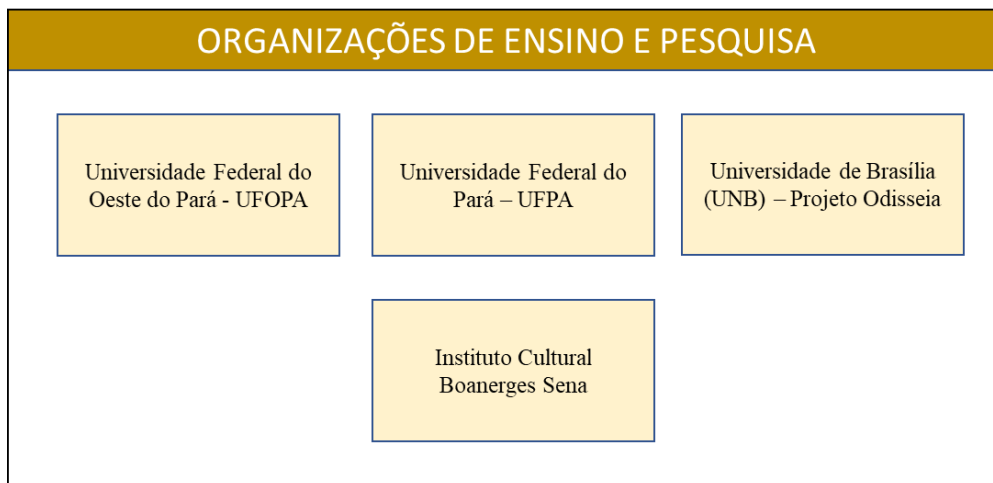 ORGANIZAÇÕES DE ENSINO E PESQUISA
Universidade Federal do
Oeste do Pará - UFOPA
Universidade Federal do
Pará – UFPA
Universidade de Brasília
(UNB) – Projeto Odisseia
Instituto Cultural
Boanerges Sena